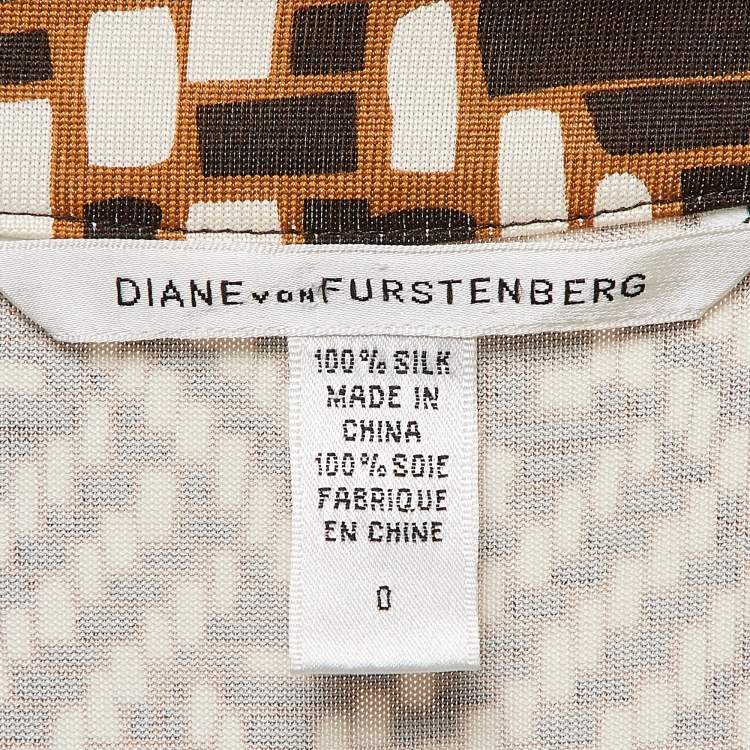 DIANE von FURSTENBERG
100% SILK
MADE IN
CHINA
100% SOIE
FABRIQUE
EN CHINE
0